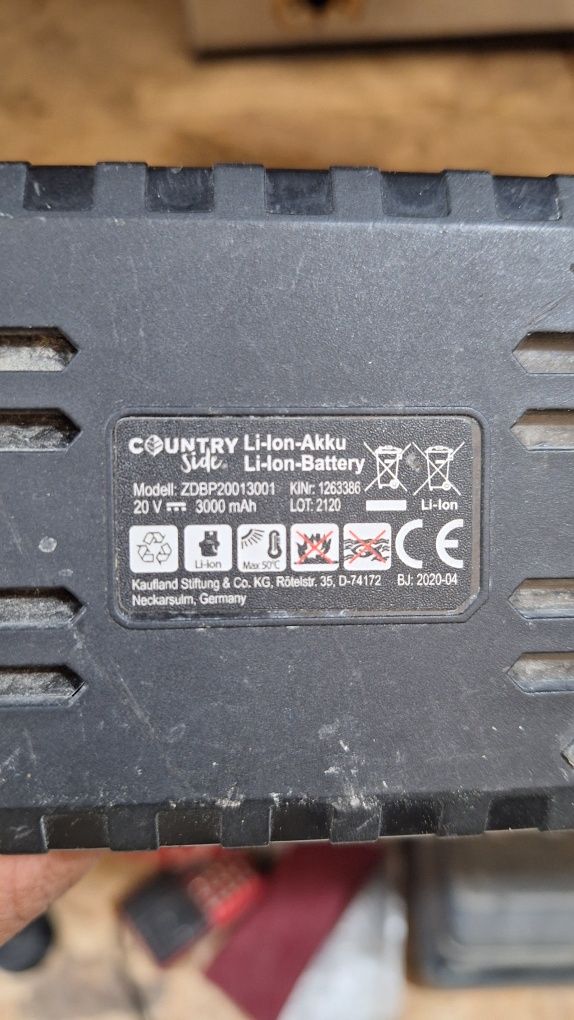 COUNTRY
Side
Li-Ion-Akku
Li-Ion-Battery
Modell: ZDBP20013001 KINr: 1263386
20 V 3000 mAh LOT: 2120
Li-Ion
Li-Ion
Max 50°C
CE
Kaufland Stiftung & Co. KG, Rötelstr. 35, D-74172 BJ: 2020-04
Neckarsulm, Germany